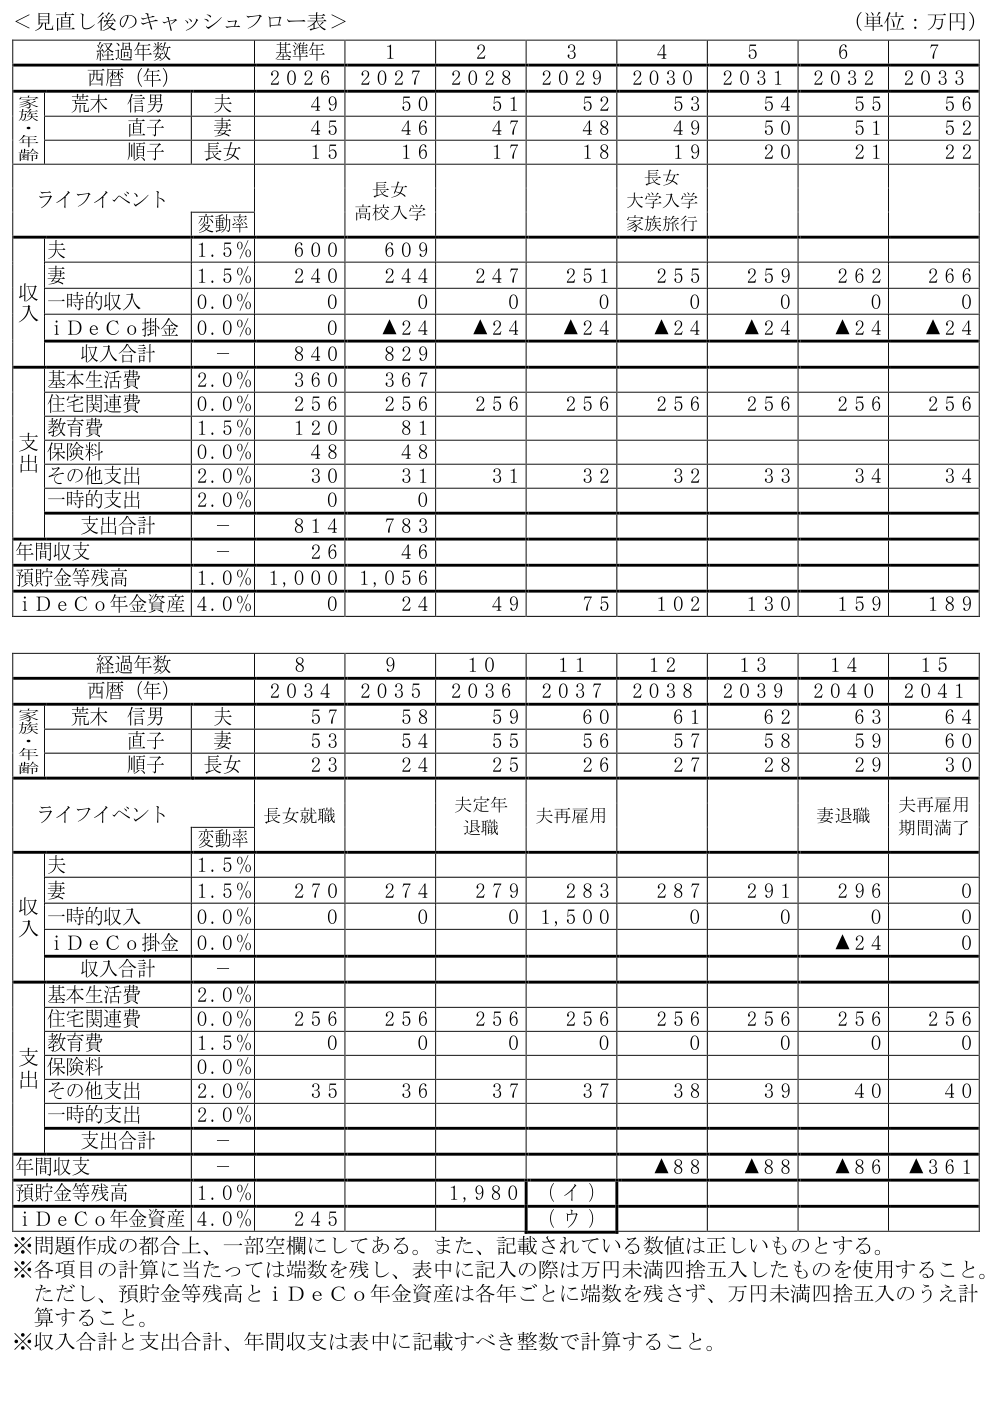 ＜見直し後のキャッシュフロー表＞ （単位：万円）
経過年数 基準年 1 2 3 4 5 6 7
西暦（年） 2026 2027 2028 2029 2030 2031 2032 2033
家族・年齢 荒木 信男 夫 49 50 51 52 53 54 55 56
直子 妻 45 46 47 48 49 50 51 52
順子 長女 15 16 17 18 19 20 21 22
ライフイベント 長女 高校入学 長女 大学入学 家族旅行
変動率
収入 夫 1.5% 600 609
妻 1.5% 240 244 247 251 255 259 262 266
一時的収入 0.0% 0 0 0 0 0 0 0 0
ｉＤｅＣｏ掛金 0.0% 0 ▲24 ▲24 ▲24 ▲24 ▲24 ▲24 ▲24
収入合計 － 840 829
支出 基本生活費 2.0% 360 367
住宅関連費 0.0% 256 256 256 256 256 256 256 256
教育費 1.5% 120 81
保険料 0.0% 48 48
その他支出 2.0% 30 31 31 32 32 33 34 34
一時的支出 2.0% 0 0
支出合計 － 814 783
年間収支 － 26 46
預貯金等残高 1.0% 1,000 1,056
ｉＤｅＣｏ年金資産 4.0% 0 24 49 75 102 130 159 189
経過年数 8 9 10 11 12 13 14 15
西暦（年） 2034 2035 2036 2037 2038 2039 2040 2041
家族・年齢 荒木 信男 夫 57 58 59 60 61 62 63 64
直子 妻 53 54 55 56 57 58 59 60
順子 長女 23 24 25 26 27 28 29 30
ライフイベント 長女就職 夫定年 退職 夫再雇用 妻退職 夫再雇用 期間満了
変動率
収入 夫 1.5%
妻 1.5% 270 274 279 283 287 291 296 0
一時的収入 0.0% 0 0 0 1,500 0 0 0 0
ｉＤｅＣｏ掛金 0.0% ▲24 0
収入合計 －
支出 基本生活費 2.0%
住宅関連費 0.0% 256 256 256 256 256 256 256 256
教育費 1.5% 0 0 0 0 0 0 0 0
保険料 0.0%
その他支出 2.0% 35 36 37 37 38 39 40 40
一時的支出 2.0%
支出合計 －
年間収支 － ▲88 ▲88 ▲86 ▲361
預貯金等残高 1.0% 1,980 （イ）
ｉＤｅＣｏ年金資産 4.0% 245 （ウ）
※問題作成の都合上、一部空欄にしてある。また、記載されている数値は正しいものとする。
※各項目の計算に当たっては端数を残し、表中に記入の際は万円未満四捨五入したものを使用すること。
ただし、預貯金等残高とｉＤｅＣｏ年金資産は各年ごとに端数を残さず、万円未満四捨五入のうえ計
算すること。
※収入合計と支出合計、年間収支は表中に記載すべき整数で計算すること。